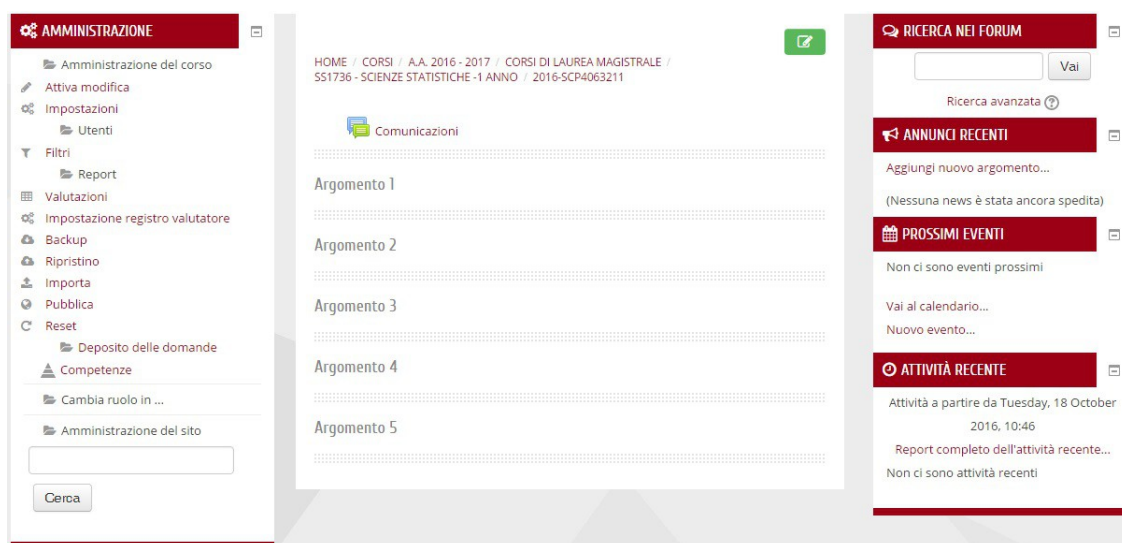 AMMINISTRAZIONE
Amministrazione del corso
Attiva modifica
Impostazioni
Utenti
Filtri
Report
Valutazioni
Impostazione registro valutatore
Backup
Ripristino
Importa
Pubblica
Reset
Deposito delle domande
Competenze
Cambia ruolo in ...
Amministrazione del sito
Cerca
HOME / CORSI / A.A. 2016 - 2017 / CORSI DI LAUREA MAGISTRALE /
SS1736 - SCIENZE STATISTICHE -1 ANNO / 2016-SCP4063211
Comunicazioni
Argomento 1
Argomento 2
Argomento 3
Argomento 4
Argomento 5
RICERCA NEI FORUM
Vai
Ricerca avanzata ?
ANNUNCI RECENTI
Aggiungi nuovo argomento...
(Nessuna news è stata ancora spedita)
PROSSIMI EVENTI
Non ci sono eventi prossimi
Vai al calendario...
Nuovo evento...
ATTIVITÀ RECENTE
Attività a partire da Tuesday, 18 October
2016, 10:46
Report completo dell'attività recente...
Non ci sono attività recenti